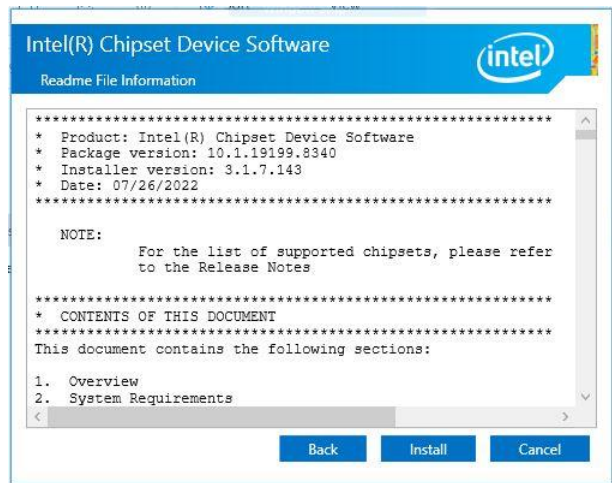 Intel(R) Chipset Device Software
intel
Readme File Information
************************************************************
*  Product: Intel(R) Chipset Device Software
*  Package version: 10.1.19199.8340
*  Installer version: 3.1.7.143
*  Date: 07/26/2022
************************************************************
NOTE:
For the list of supported chipsets, please refer
to the Release Notes
************************************************************
*  CONTENTS OF THIS DOCUMENT
************************************************************
This document contains the following sections:
1.  Overview
2.  System Requirements
Back Install Cancel